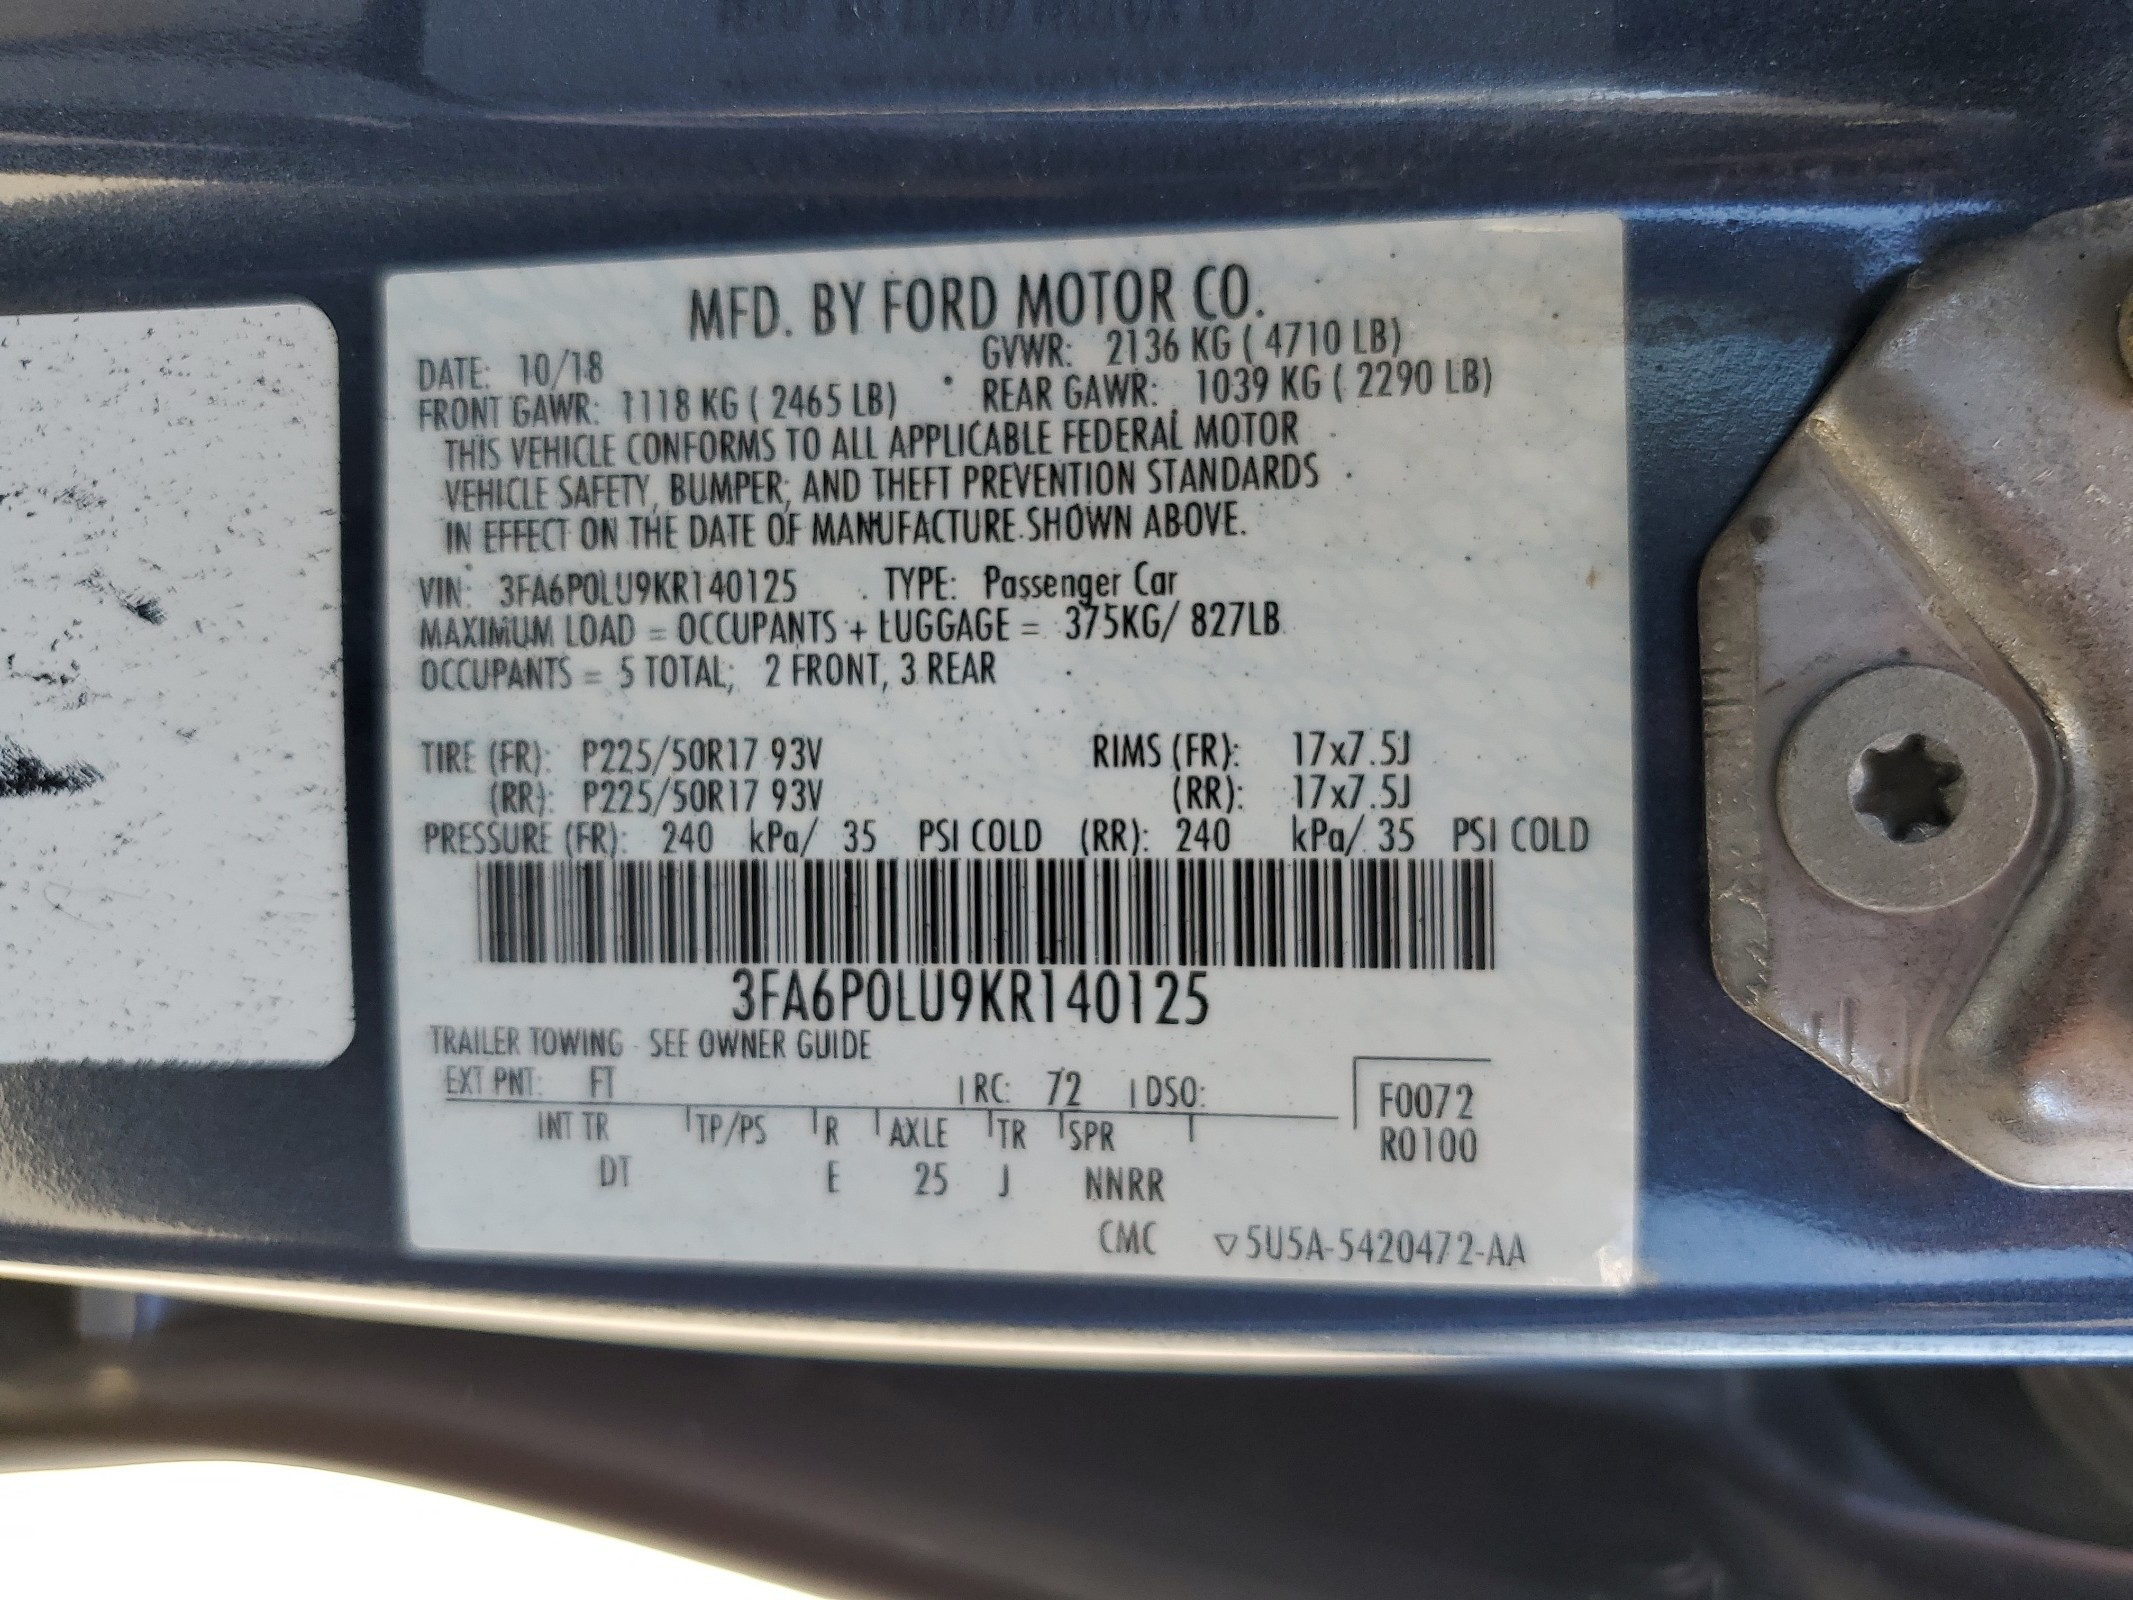 MFD. BY FORD MOTOR CO.
DATE: 10/18 GVWR: 2136 KG ( 4710 LB)
FRONT GAWR: 1118 KG ( 2465 LB) REAR GAWR: 1039 KG ( 2290 LB)
THIS VEHICLE CONFORMS TO ALL APPLICABLE FEDERAL MOTOR
VEHICLE SAFETY, BUMPER, AND THEFT PREVENTION STANDARDS
IN EFFECT ON THE DATE OF MANUFACTURE SHOWN ABOVE.
VIN: 3FA6P0LU9KR140125 TYPE: Passenger Car
MAXIMUM LOAD = OCCUPANTS + LUGGAGE = 375KG/ 827LB
OCCUPANTS = 5 TOTAL; 2 FRONT, 3 REAR
TIRE (FR): P225/50R17 93V RIMS (FR): 17x7.5J
(RR): P225/50R17 93V (RR): 17x7.5J
PRESSURE (FR): 240 kPa/ 35 PSI COLD (RR): 240 kPa/ 35 PSI COLD
3FA6P0LU9KR140125
TRAILER TOWING - SEE OWNER GUIDE
EXT PNT: FT RC: 72 DSO: F0072
INT TR TP/PS R AXLE TR SPR R0100
DT E 25 J NNRR
CMC ▽5U5A-5420472-AA